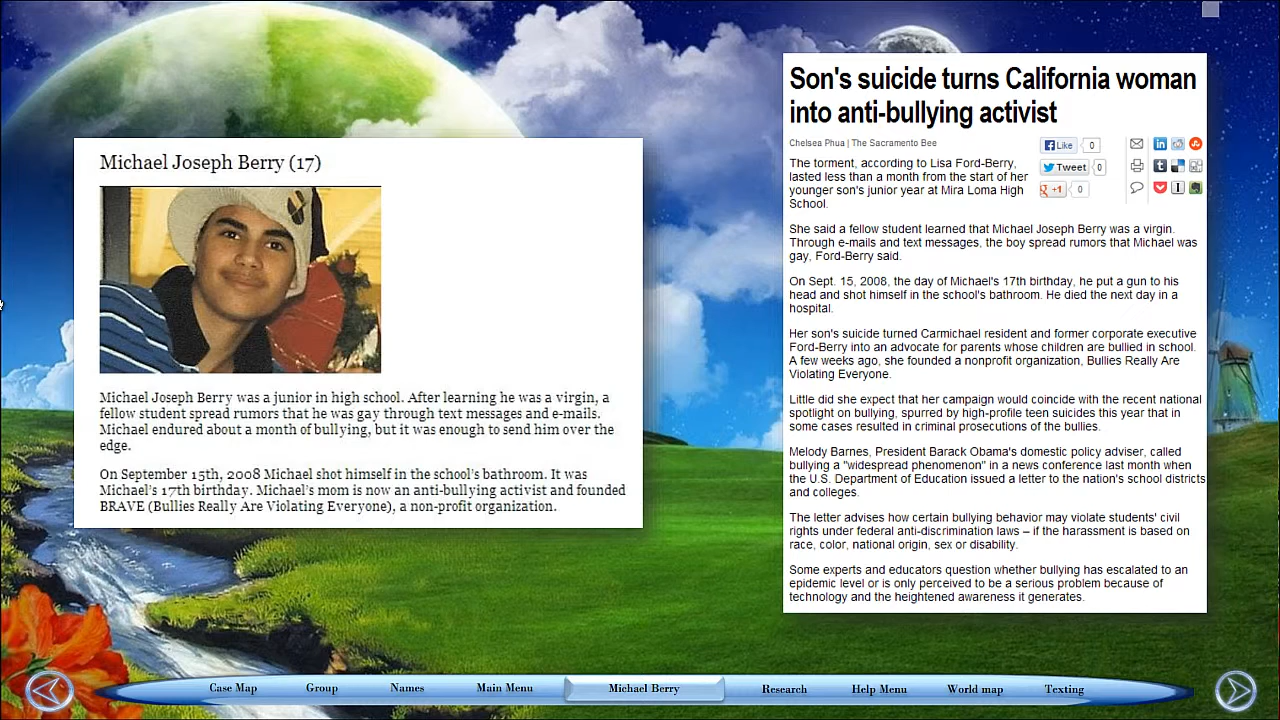 Michael Joseph Berry (17)
Michael Joseph Berry was a junior in high school. After learning he was a virgin, a
fellow student spread rumors that he was gay through text messages and e-mails.
Michael endured about a month of bullying, but it was enough to send him over the
edge.
On September 15th, 2008 Michael shot himself in the school's bathroom. It was
Michael's 17th birthday. Michael's mom is now an anti-bullying activist and founded
BRAVE (Bullies Really Are Violating Everyone), a non-profit organization.
Son's suicide turns California woman
into anti-bullying activist
Chelsea Phua | The Sacramento Bee
Like 0
Tweet 0
+1 0
The torment, according to Lisa Ford-Berry,
lasted less than a month from the start of her
younger son's junior year at Mira Loma High
School.
She said a fellow student learned that Michael Joseph Berry was a virgin.
Through e-mails and text messages, the boy spread rumors that Michael was
gay, Ford-Berry said.
On Sept. 15, 2008, the day of Michael's 17th birthday, he put a gun to his
head and shot himself in the school's bathroom. He died the next day in a
hospital.
Her son's suicide turned Carmichael resident and former corporate executive
Ford-Berry into an advocate for parents whose children are bullied in school.
A few weeks ago, she founded a nonprofit organization, Bullies Really Are
Violating Everyone.
Little did she expect that her campaign would coincide with the recent national
spotlight on bullying, spurred by high-profile teen suicides this year that in
some cases resulted in criminal prosecutions of the bullies.
Melody Barnes, President Barack Obama's domestic policy adviser, called
bullying a "widespread phenomenon" in a news conference last month when
the U.S. Department of Education issued a letter to the nation's school districts
and colleges.
The letter advises how certain bullying behavior may violate students' civil
rights under federal anti-discrimination laws – if the harassment is based on
race, color, national origin, sex or disability.
Some experts and educators question whether bullying has escalated to an
epidemic level or is only perceived to be a serious problem because of
technology and the heightened awareness it generates.
Case Map Group Names Main Menu Michael Berry Research Help Menu World map Texting